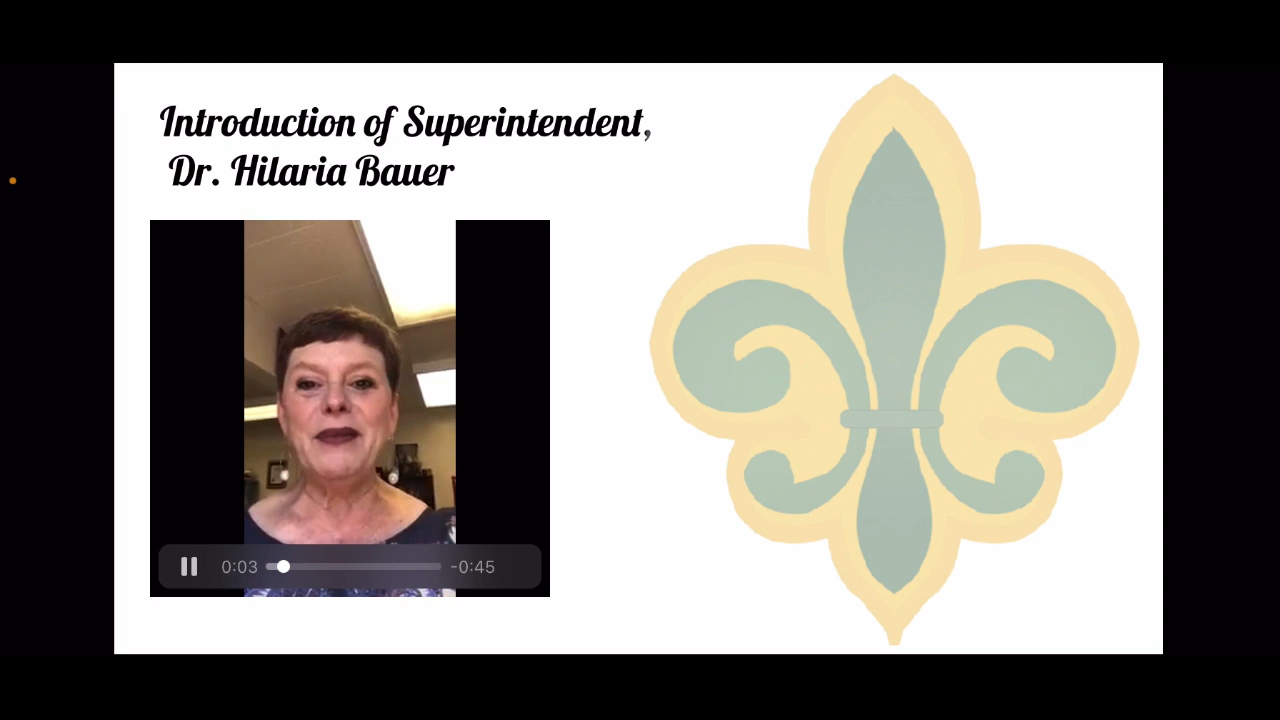 Introduction of Superintendent,
Dr. Hilaria Bauer
0:03 -0:45